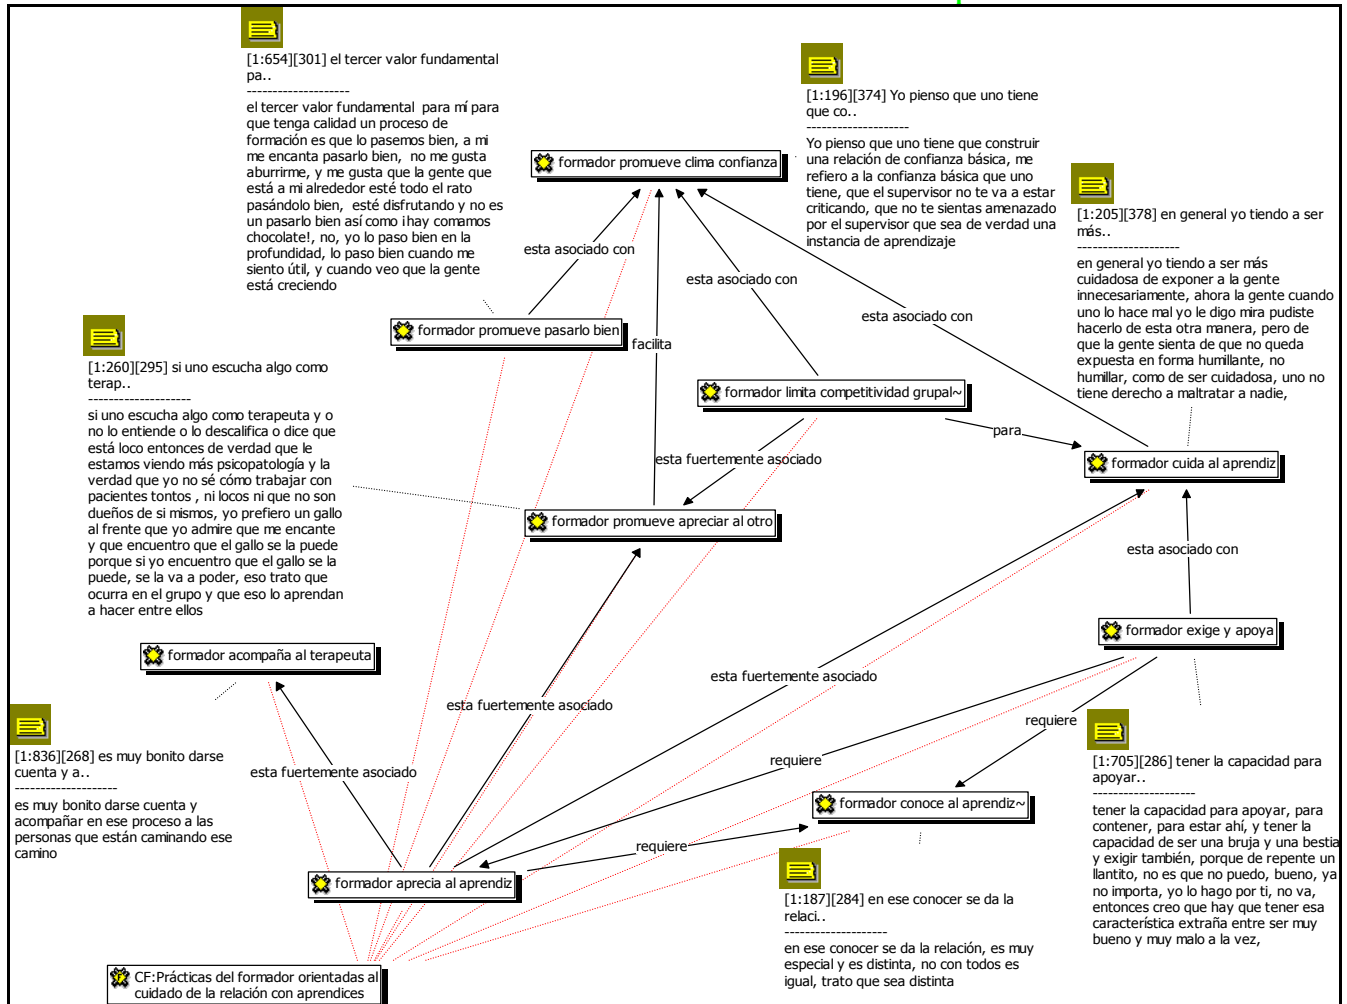 [1:654][301] el tercer valor fundamental
pa..
--------------------
el tercer valor fundamental  para mí para
que tenga calidad un proceso de
formación es que lo pasemos bien, a mi
me encanta pasarlo bien,  no me gusta
aburrirme, y me gusta que la gente que
está a mi alrededor esté todo el rato
pasándolo bien,  esté disfrutando y no es
un pasarlo bien así como ¡hay comamos
chocolate!, no, yo lo paso bien en la
profundidad, lo paso bien cuando me
siento útil, y cuando veo que la gente
está creciendo
[1:196][374] Yo pienso que uno tiene
que co..
--------------------
Yo pienso que uno tiene que construir
una relación de confianza básica, me
refiero a la confianza básica que uno
tiene, que el supervisor no te va a estar
criticando, que no te sientas amenazado
por el supervisor que sea de verdad una
instancia de aprendizaje
formador promueve clima confianza
[1:205][378] en general yo tiendo a ser
más..
--------------------
en general yo tiendo a ser más
cuidadosa de exponer a la gente
innecesariamente, ahora la gente cuando
uno lo hace mal yo le digo mira pudiste
hacerlo de esta otra manera, pero de
que la gente sienta de que no queda
expuesta en forma humillante, no
humillar, como de ser cuidadosa, uno no
tiene derecho a maltratar a nadie,
esta asociado con
esta asociado con
esta asociado con
formador promueve pasarlo bien
facilita
[1:260][295] si uno escucha algo como
terap..
--------------------
si uno escucha algo como terapeuta y o
no lo entiende o lo descalifica o dice que
está loco entonces de verdad que le
estamos viendo más psicopatología y la
verdad que yo no sé cómo trabajar con
pacientes tontos , ni locos ni que no son
dueños de si mismos, yo prefiero un gallo
al frente que yo admire que me encante
y que encuentro que el gallo se la puede
porque si yo encuentro que el gallo se la
puede, se la va a poder, eso trato que
ocurra en el grupo y que eso lo aprendan
a hacer entre ellos
formador limita competitividad grupal~
para
esta fuertemente asociado
formador cuida al aprendiz
formador promueve apreciar al otro
esta asociado con
formador exige y apoya
formador acompaña al terapeuta
esta fuertemente asociado
esta fuertemente asociado
requiere
[1:836][268] es muy bonito darse
cuenta y a..
--------------------
es muy bonito darse cuenta y
acompañar en ese proceso a las
personas que están caminando ese
camino
esta fuertemente asociado
requiere
[1:705][286] tener la capacidad para
apoyar..
--------------------
tener la capacidad para apoyar, para
contener, para estar ahí, y tener la
capacidad de ser una bruja y una bestia
y exigir también, porque de repente un
llantito, no es que no puedo, bueno, ya
no importa, yo lo hago por ti, no va,
entonces creo que hay que tener esa
característica extraña entre ser muy
bueno y muy malo a la vez,
formador conoce al aprendiz~
requiere
formador aprecia al aprendiz
[1:187][284] en ese conocer se da la
relaci..
--------------------
en ese conocer se da la relación, es muy
especial y es distinta, no con todos es
igual, trato que sea distinta
CF:Prácticas del formador orientadas al
cuidado de la relación con aprendices